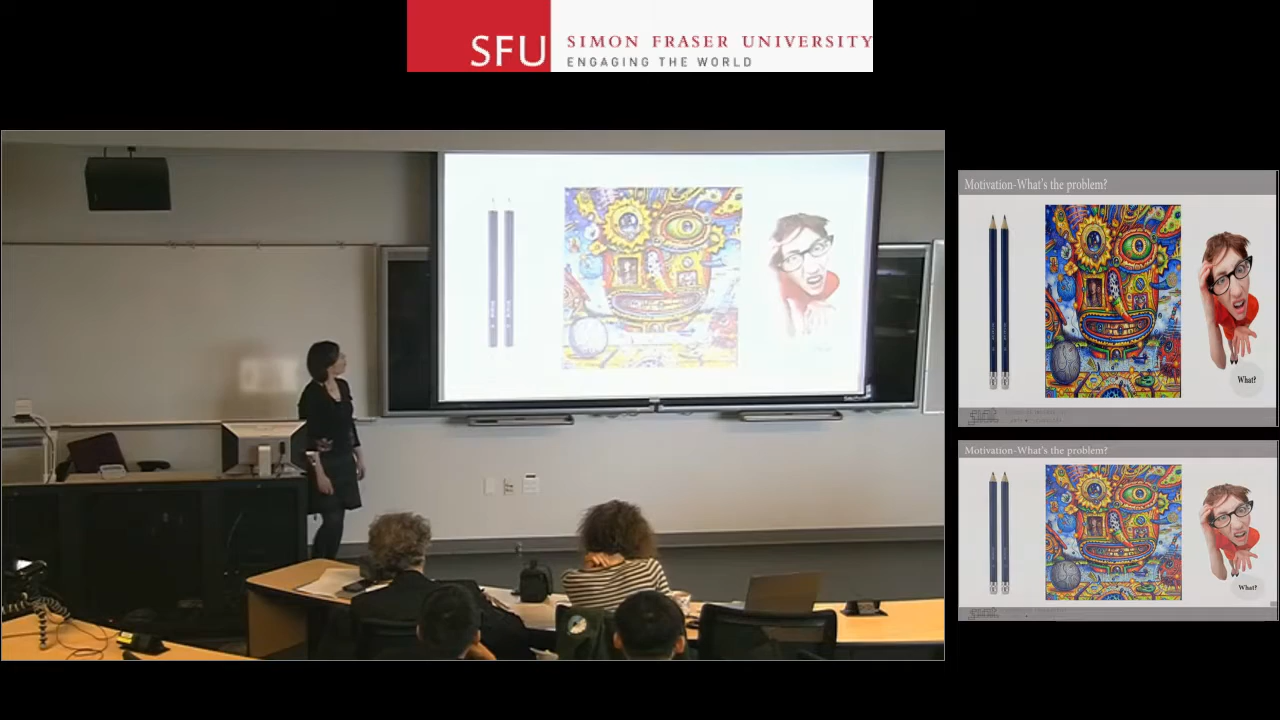 SFU
SIMON FRASER UNIVERSITY
ENGAGING THE WORLD
Motivation-What's the problem?
What?
Motivation-What's the problem?
What?